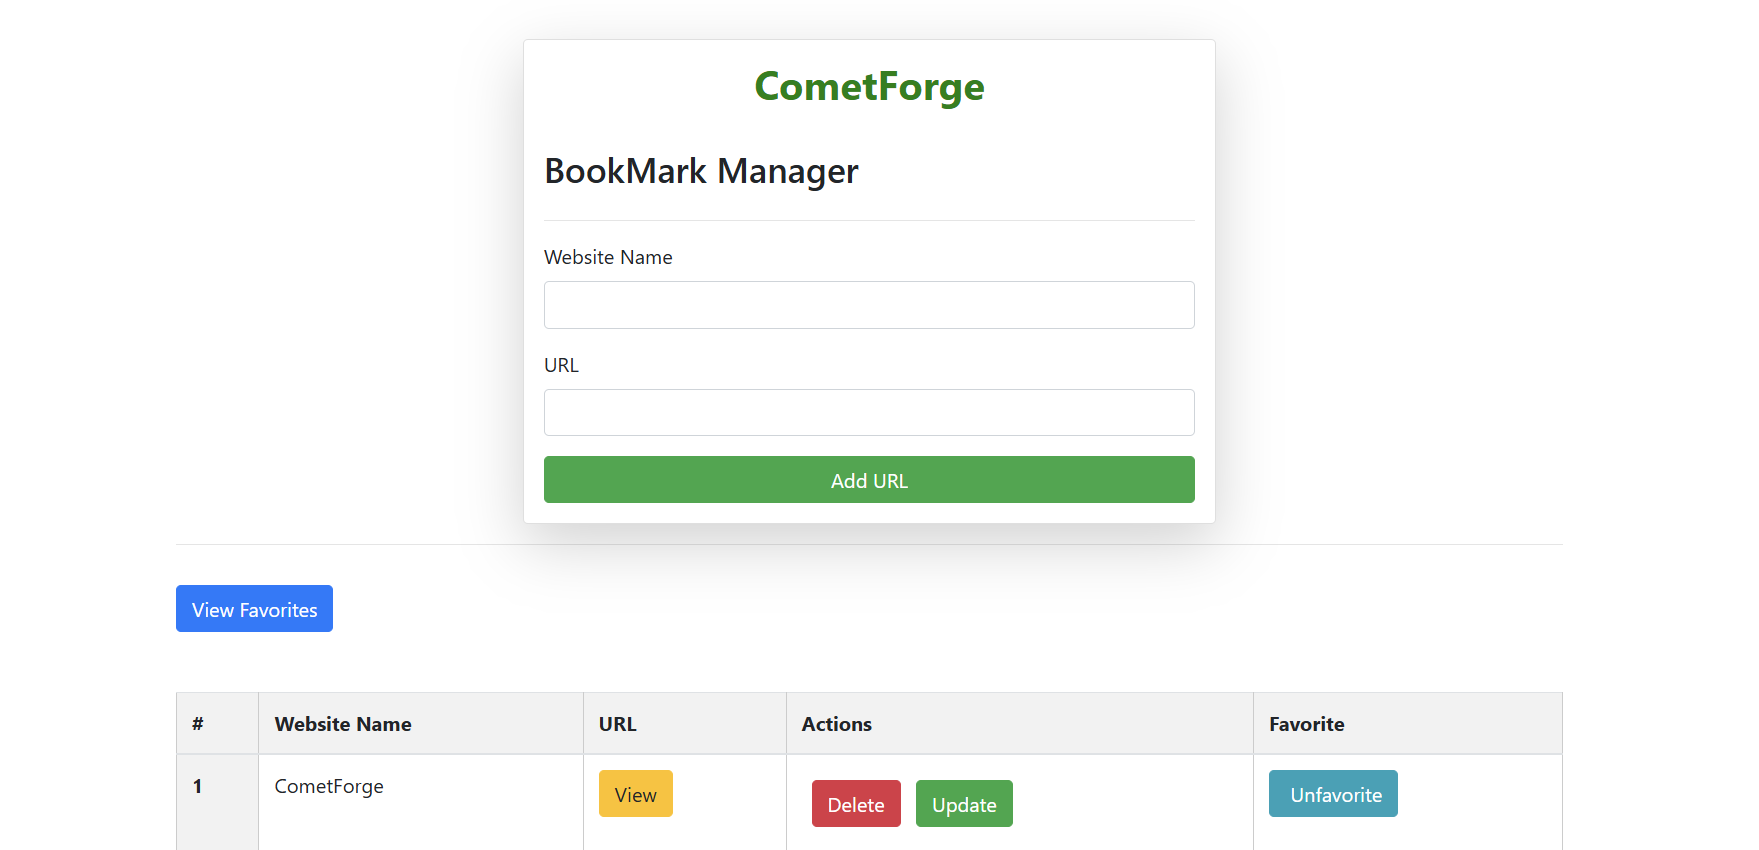 CometForge
BookMark Manager
Website Name
URL
Add URL
View Favorites
# Website Name URL Actions Favorite
1 CometForge View Delete Update Unfavorite